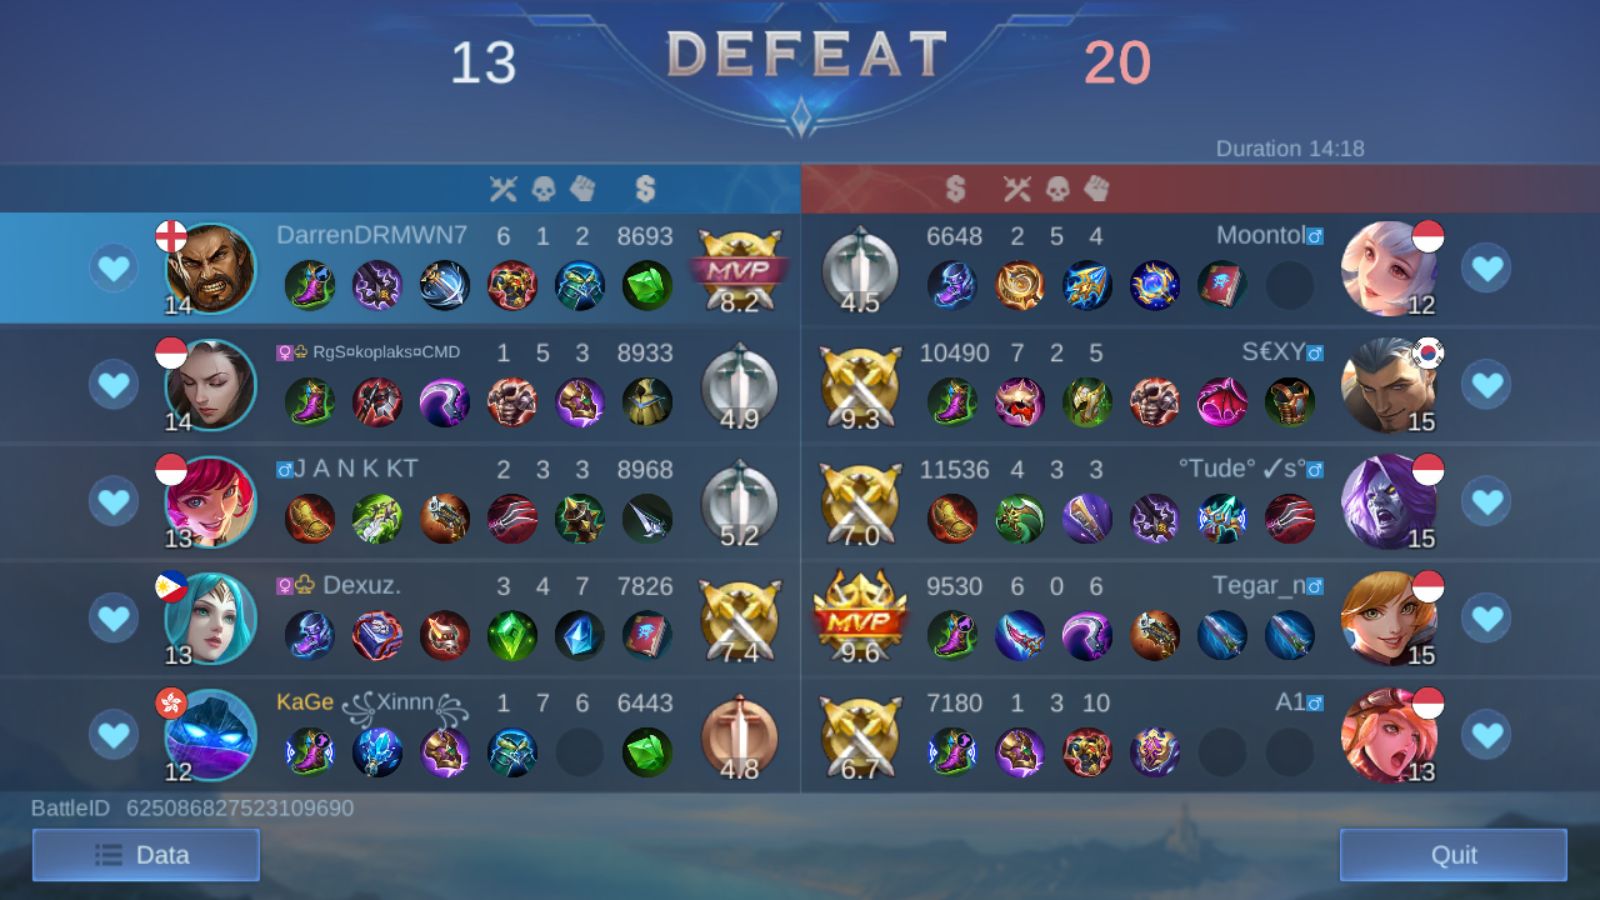 13 DEFEAT 20
Duration 14:18
DarrenDRMWN7 6 1 2 8693 MVP 8.2 14
4.5 6648 2 5 4 Moontol♂ 12
♀♧ RgS¤koplaks¤CMD 1 5 3 8933 4.9 14
9.3 10490 7 2 5 S€XY♂ 15
♂J A N K KT 2 3 3 8968 5.2 13
7.0 11536 4 3 3 °Tude° ✓s°♂ 15
♀♧ Dexuz. 3 4 7 7826 7.4 13
MVP 9.6 9530 6 0 6 Tegar_n♂ 15
KaGe ꧁Xinnn꧂ 1 7 6 6443 4.8 12
6.7 7180 1 3 10 A1♂ 13
BattleID 625086827523109690
Data
Quit